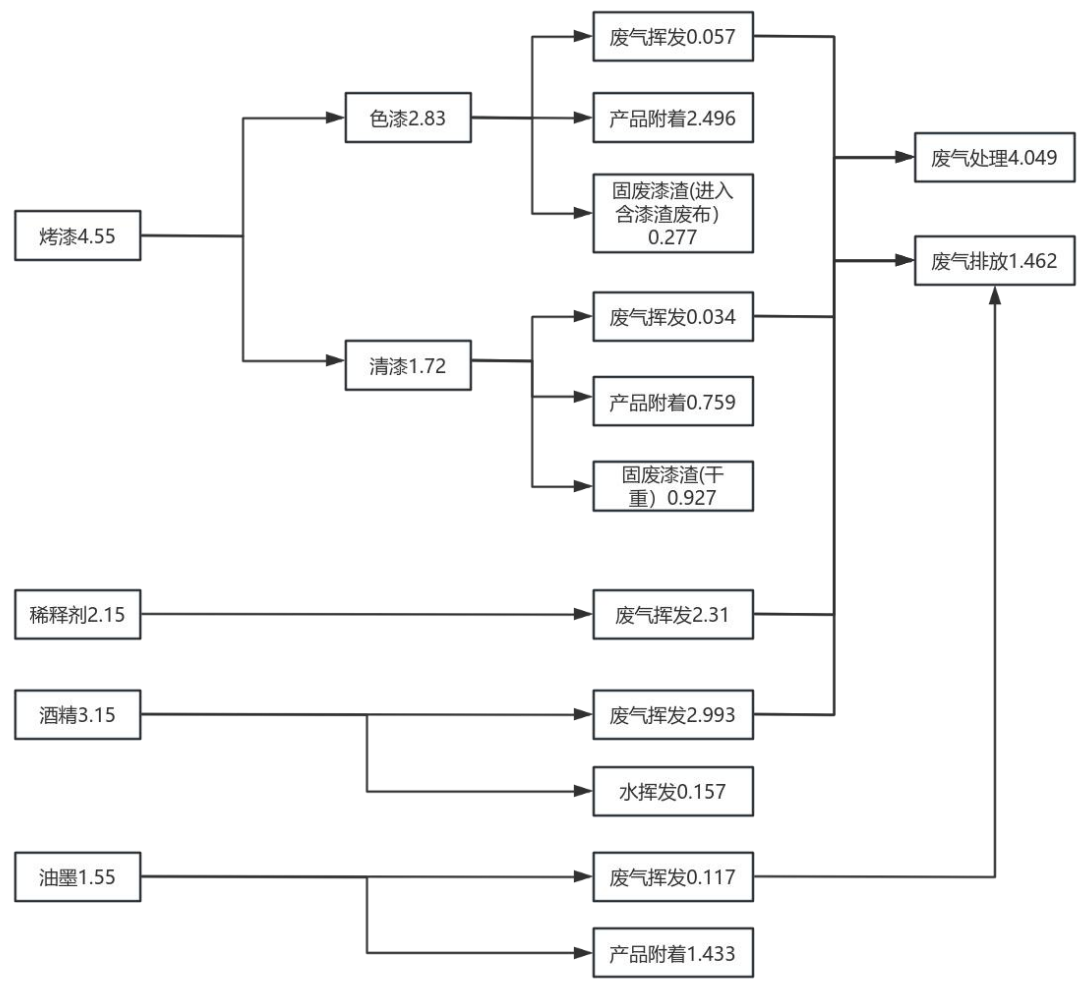 废气挥发0.057
色漆2.83
产品附着2.496
废气处理4.049
固废漆渣(进入
含漆渣废布）
0.277
烤漆4.55
废气排放1.462
废气挥发0.034
清漆1.72
产品附着0.759
固废漆渣(干
重）0.927
稀释剂2.15
废气挥发2.31
酒精3.15
废气挥发2.993
水挥发0.157
油墨1.55
废气挥发0.117
产品附着1.433